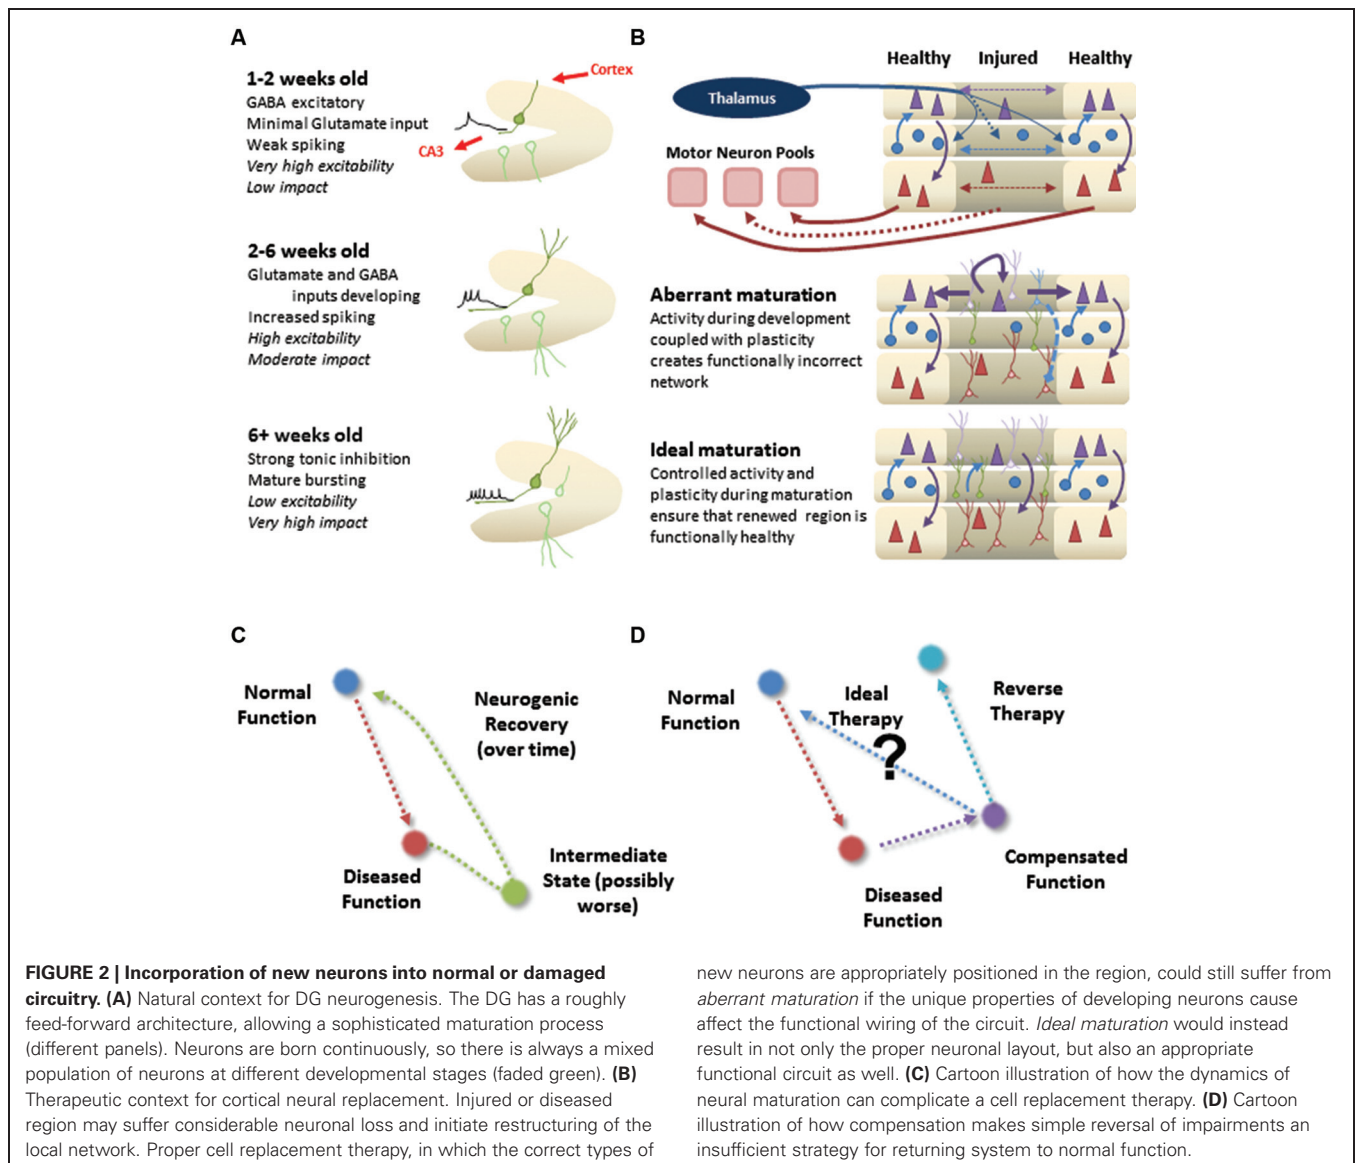 A
1-2 weeks old
GABA excitatory
Minimal Glutamate input
Weak spiking
Very high excitability
Low impact
Cortex
CA3
2-6 weeks old
Glutamate and GABA
inputs developing
Increased spiking
High excitability
Moderate impact
6+ weeks old
Strong tonic inhibition
Mature bursting
Low excitability
Very high impact
B
Healthy Injured Healthy
Thalamus
Motor Neuron Pools
Aberrant maturation
Activity during development
coupled with plasticity
creates functionally incorrect
network
Ideal maturation
Controlled activity and
plasticity during maturation
ensure that renewed region is
functionally healthy
C
Normal
Function
Neurogenic
Recovery
(over time)
Diseased
Function
Intermediate
State (possibly
worse)
D
Normal
Function
Ideal
Therapy
?
Reverse
Therapy
Compensated
Function
Diseased
Function
FIGURE 2 | Incorporation of new neurons into normal or damaged
circuitry. (A) Natural context for DG neurogenesis. The DG has a roughly
feed-forward architecture, allowing a sophisticated maturation process
(different panels). Neurons are born continuously, so there is always a mixed
population of neurons at different developmental stages (faded green). (B)
Therapeutic context for cortical neural replacement. Injured or diseased
region may suffer considerable neuronal loss and initiate restructuring of the
local network. Proper cell replacement therapy, in which the correct types of
new neurons are appropriately positioned in the region, could still suffer from
aberrant maturation if the unique properties of developing neurons cause
affect the functional wiring of the circuit. Ideal maturation would instead
result in not only the proper neuronal layout, but also an appropriate
functional circuit as well. (C) Cartoon illustration of how the dynamics of
neural maturation can complicate a cell replacement therapy. (D) Cartoon
illustration of how compensation makes simple reversal of impairments an
insufficient strategy for returning system to normal function.